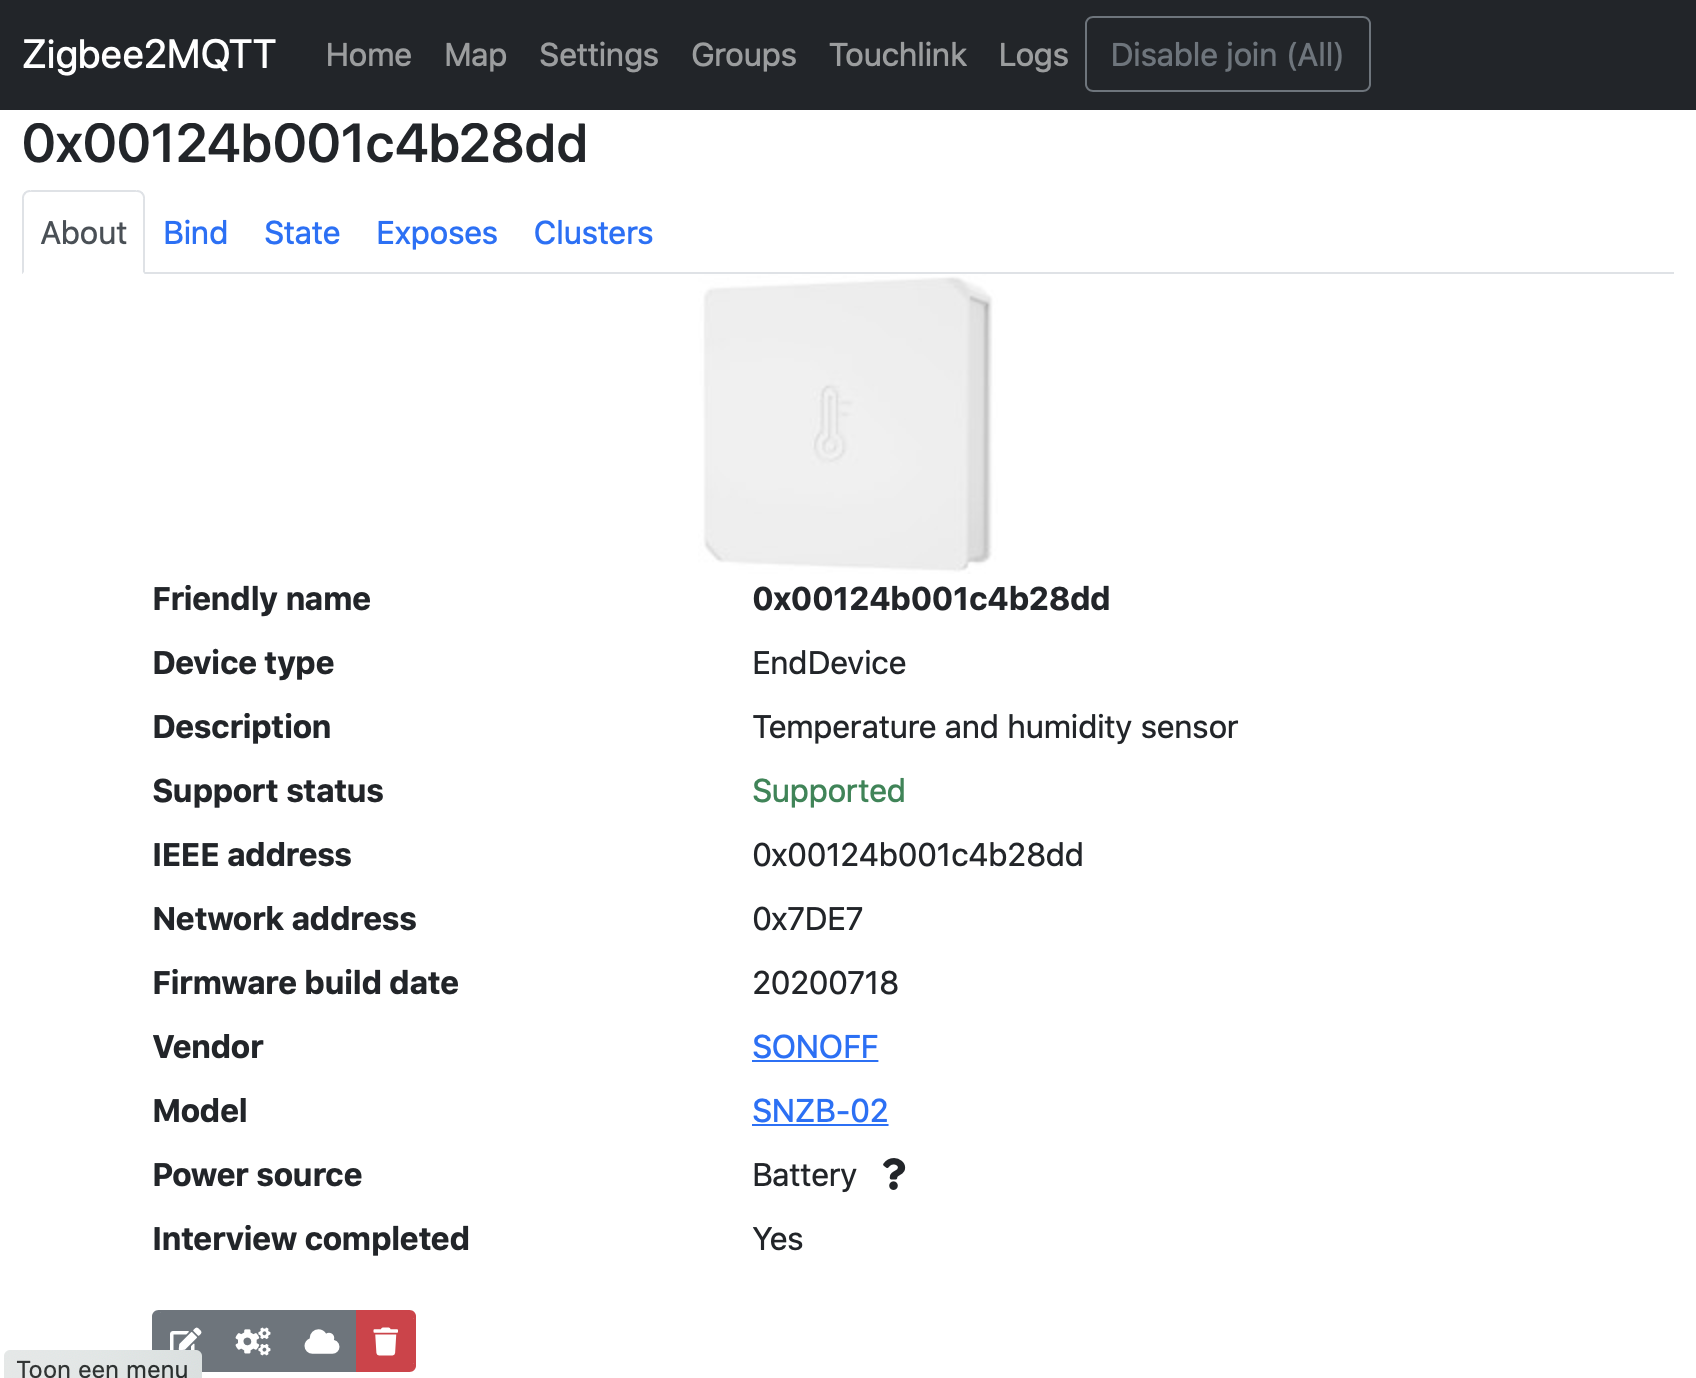 Zigbee2MQTT Home Map Settings Groups Touchlink Logs Disable join (All)
0x00124b001c4b28dd
About Bind State Exposes Clusters
Friendly name 0x00124b001c4b28dd
Device type EndDevice
Description Temperature and humidity sensor
Support status Supported
IEEE address 0x00124b001c4b28dd
Network address 0x7DE7
Firmware build date 20200718
Vendor SONOFF
Model SNZB-02
Power source Battery ?
Interview completed Yes
Toon een menu